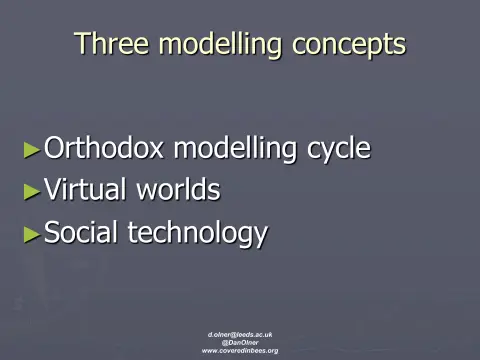 Three modelling concepts
►Orthodox modelling cycle
►Virtual worlds
►Social technology
d.olner@leeds.ac.uk
@DanOlner
www.coveredinbees.org